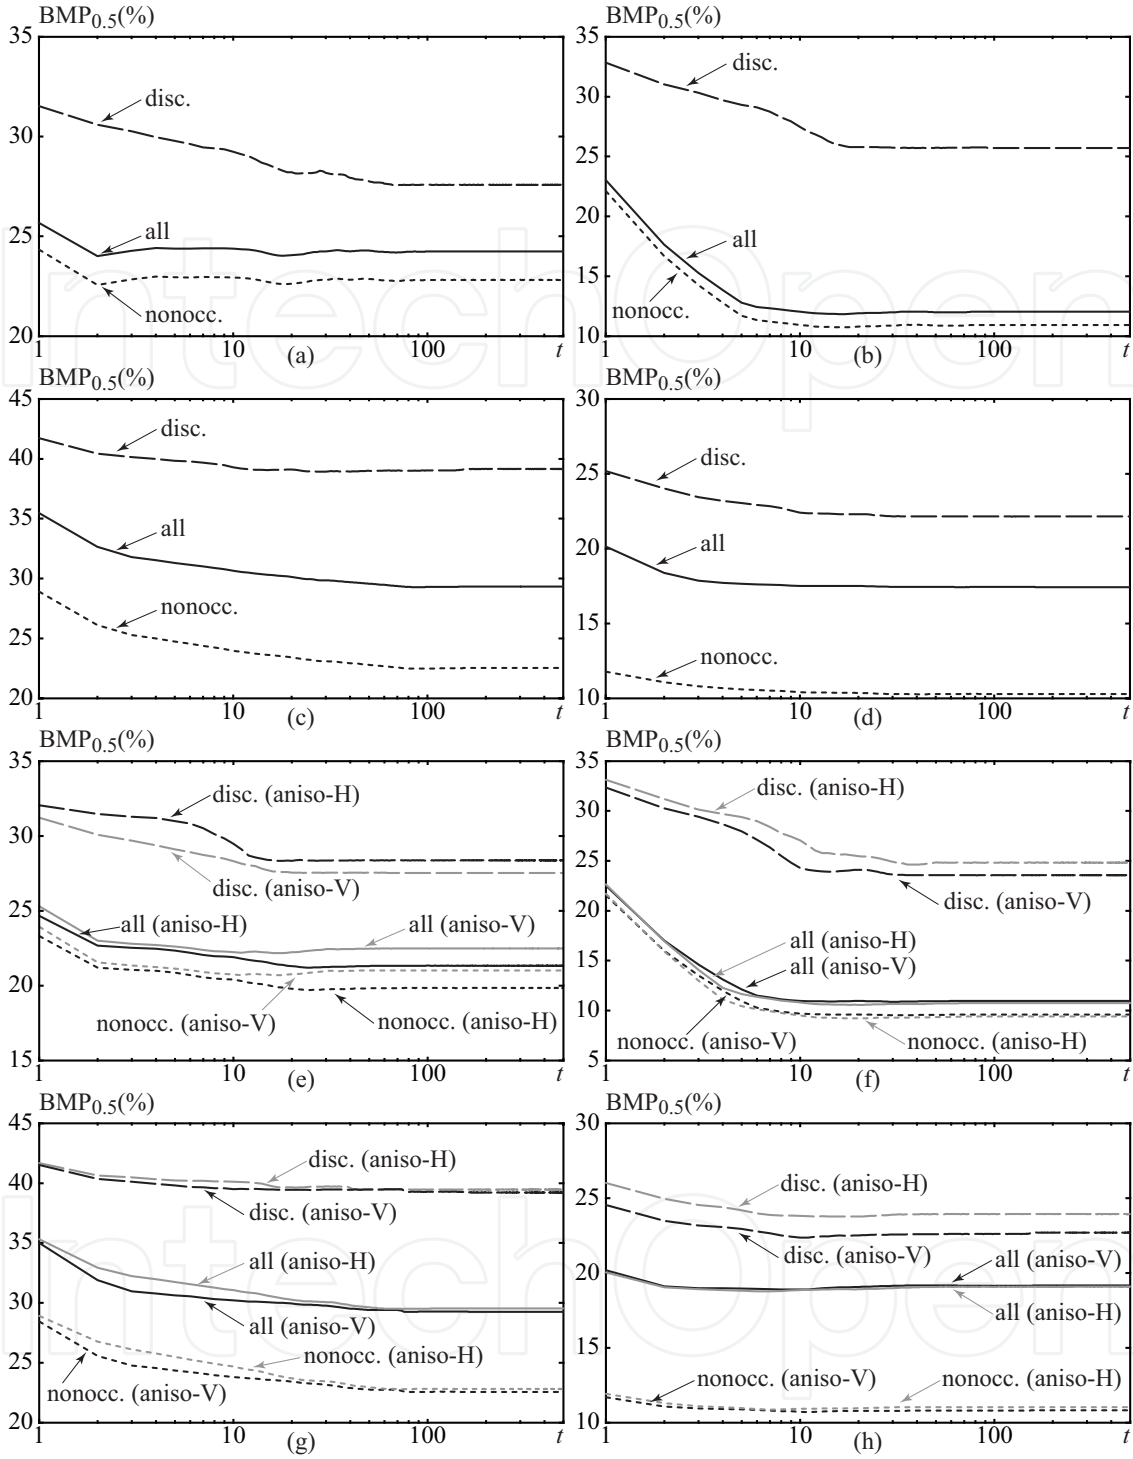 BMP0.5(%)
35
30
25
20
disc.
all
nonocc.
1
10
100
t
(a)
BMP0.5(%)
35
30
25
20
15
10
disc.
all
nonocc.
1
10
100
t
(b)
BMP0.5(%)
45
40
35
30
25
20
disc.
all
nonocc.
1
10
100
t
(c)
BMP0.5(%)
30
25
20
15
10
disc.
all
nonocc.
1
10
100
t
(d)
BMP0.5(%)
35
30
25
20
15
disc. (aniso-H)
disc. (aniso-V)
all (aniso-H)
all (aniso-V)
nonocc. (aniso-V)
nonocc. (aniso-H)
1
10
100
t
(e)
BMP0.5(%)
35
30
25
20
15
10
5
disc. (aniso-H)
disc. (aniso-V)
all (aniso-H)
all (aniso-V)
nonocc. (aniso-V)
nonocc. (aniso-H)
1
10
100
t
(f)
BMP0.5(%)
45
40
35
30
25
20
disc. (aniso-H)
disc. (aniso-V)
all (aniso-H)
all (aniso-V)
nonocc. (aniso-H)
nonocc. (aniso-V)
1
10
100
t
(g)
BMP0.5(%)
30
25
20
15
10
disc. (aniso-H)
disc. (aniso-V)
all (aniso-V)
all (aniso-H)
nonocc. (aniso-V)
nonocc. (aniso-H)
1
10
100
t
(h)
IntechOpen
IntechOpen